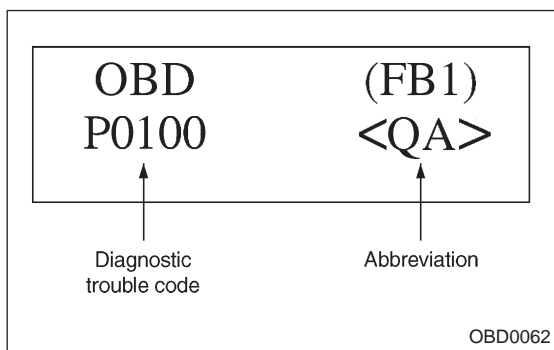 OBD (FB1)
P0100 <QA>
Diagnostic
trouble code
Abbreviation
OBD0062